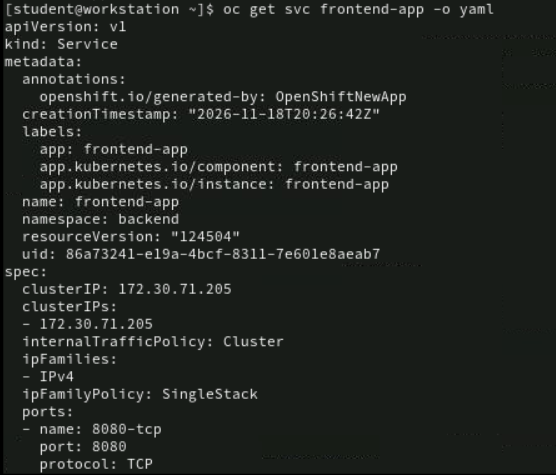 [student@workstation ~]$ oc get svc frontend-app -o yaml
apiVersion: v1
kind: Service
metadata:
  annotations:
    openshift.io/generated-by: OpenShiftNewApp
  creationTimestamp: "2026-11-18T20:26:42Z"
  labels:
    app: frontend-app
    app.kubernetes.io/component: frontend-app
    app.kubernetes.io/instance: frontend-app
  name: frontend-app
  namespace: backend
  resourceVersion: "124504"
  uid: 86a73241-e19a-4bcf-8311-7e601e8aeab7
spec:
  clusterIP: 172.30.71.205
  clusterIPs:
  - 172.30.71.205
  internalTrafficPolicy: Cluster
  ipFamilies:
  - IPv4
  ipFamilyPolicy: SingleStack
  ports:
  - name: 8080-tcp
    port: 8080
    protocol: TCP